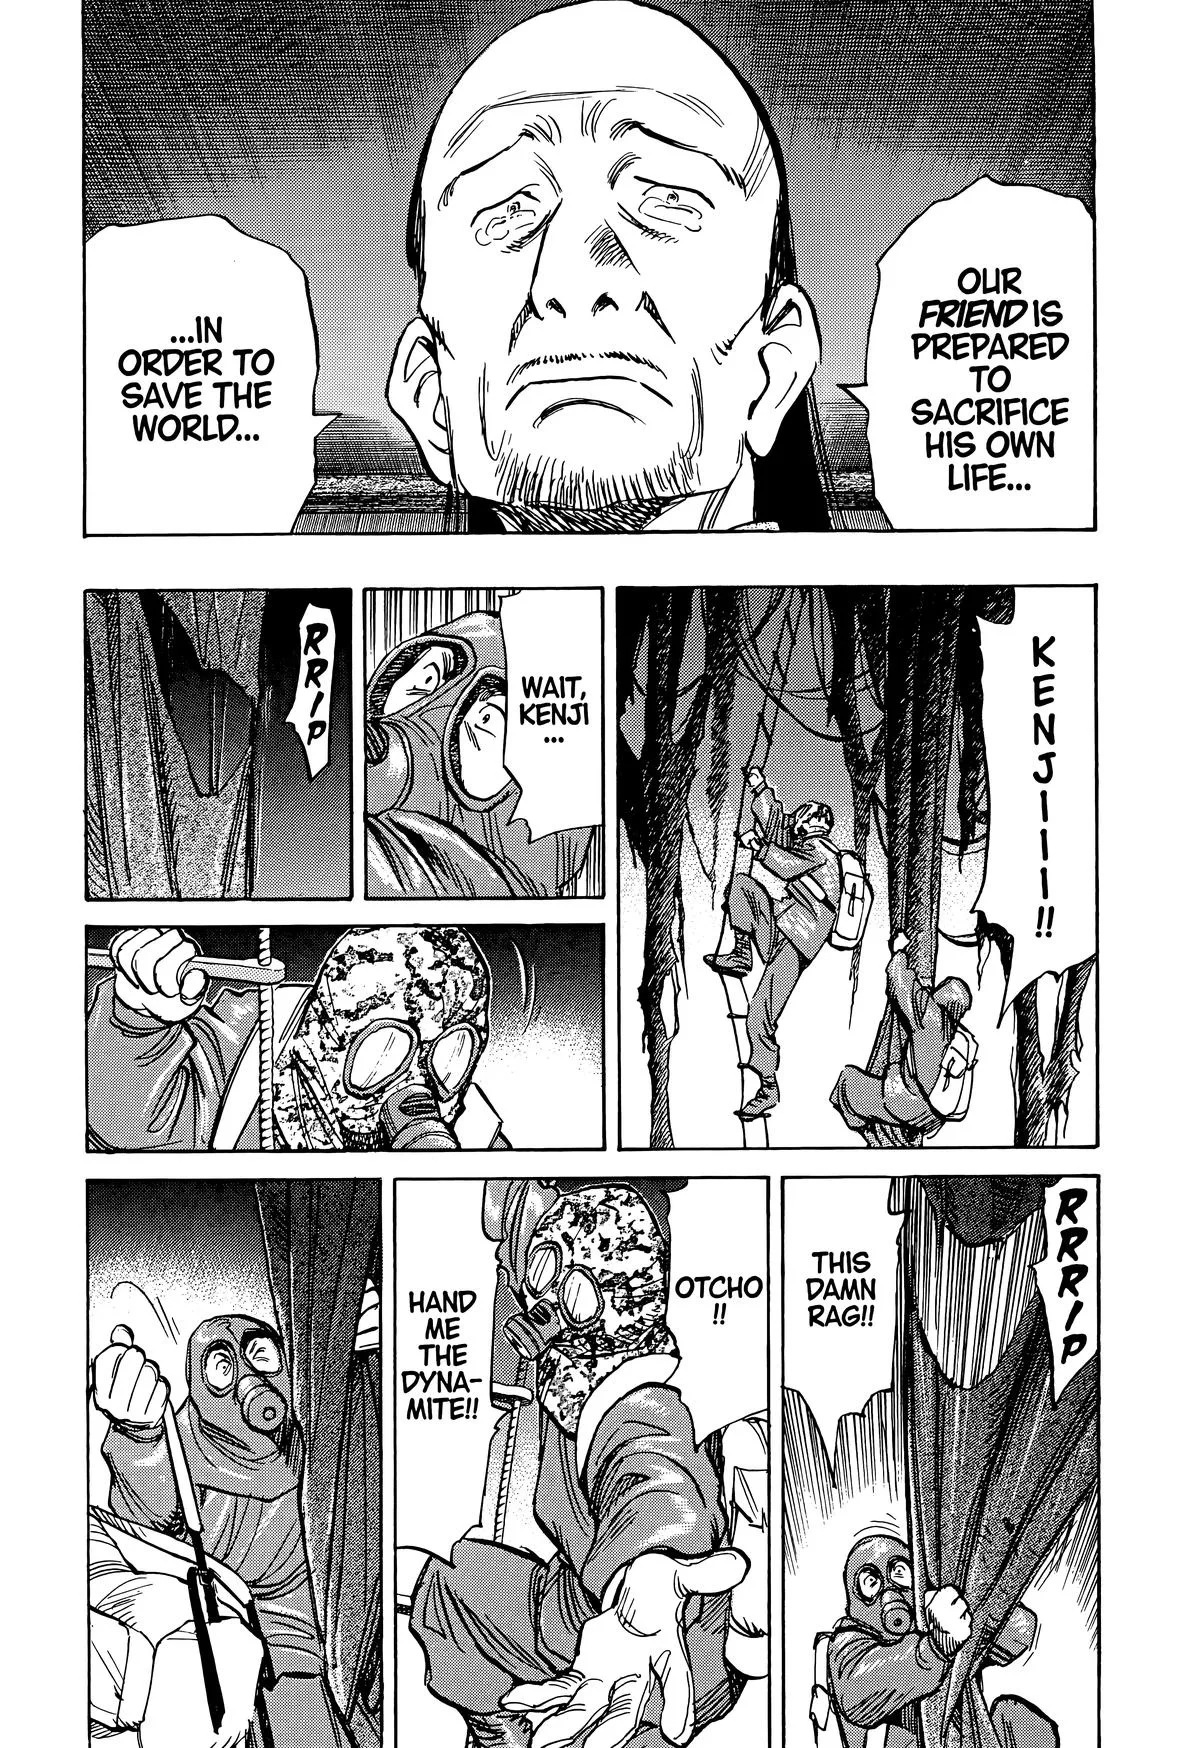 OUR
FRIEND IS
PREPARED
TO
SACRIFICE
HIS OWN
LIFE...
...IN
ORDER TO
SAVE THE
WORLD...
KENJIIII!!
WAIT,
KENJI
...
RRIP
RRRIP
THIS
DAMN
RAG!!
OTCHO
!!
HAND
ME
THE
DYNA-
MITE!!